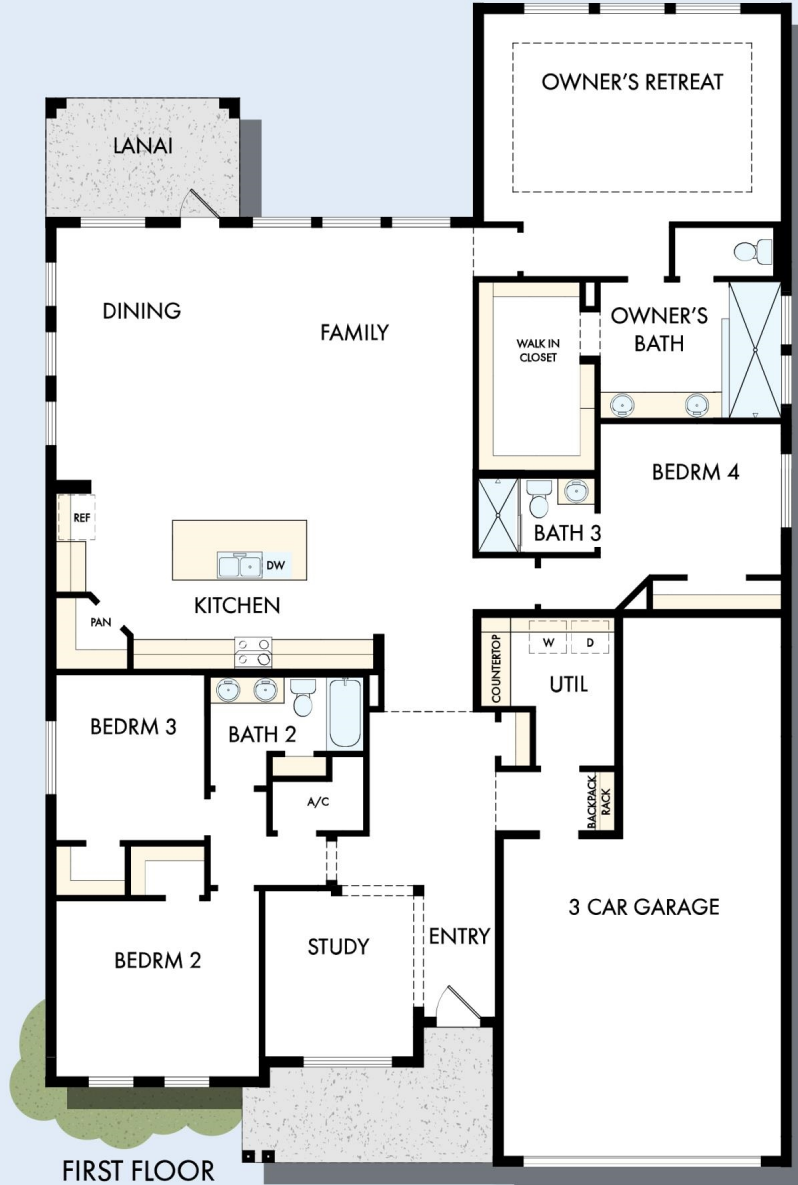 OWNER'S RETREAT
LANAI
DINING
FAMILY
WALK IN
CLOSET
OWNER'S
BATH
BEDRM 4
REF
BATH 3
DW
PAN
KITCHEN
COUNTERTOP
W
D
UTIL
BEDRM 3
BATH 2
A/C
BACKPACK
RACK
3 CAR GARAGE
BEDRM 2
STUDY
ENTRY
FIRST FLOOR